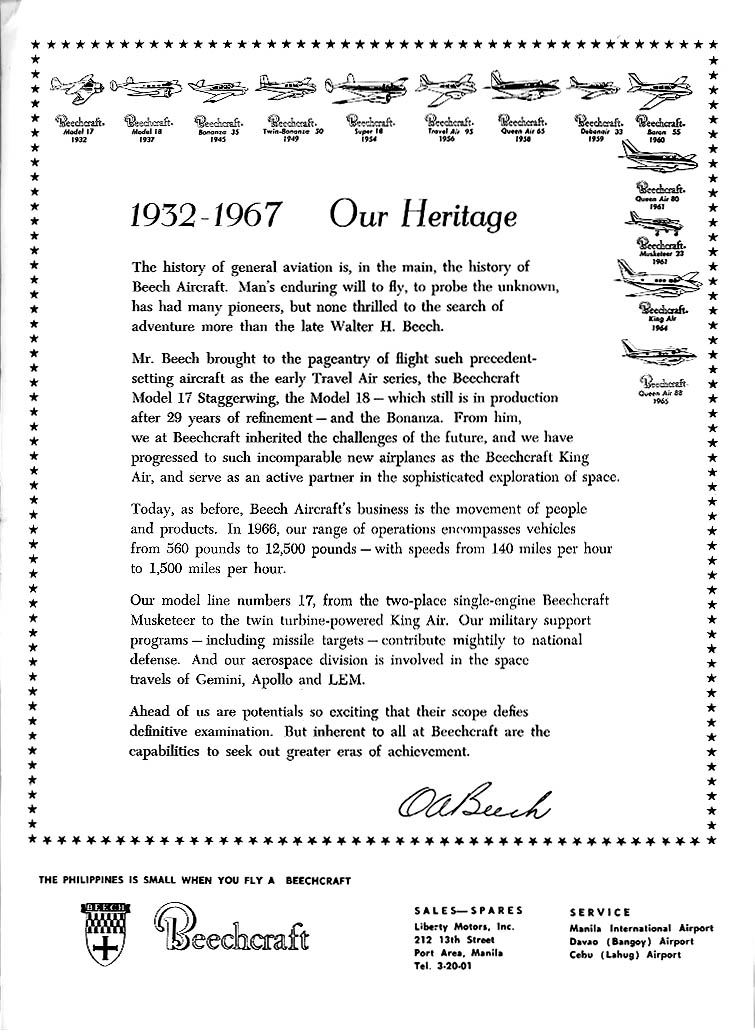 Beechcraft.
Model 17
1932
Beechcraft.
Model 18
1937
Beechcraft.
Bonanza 35
1945
Beechcraft.
Twin-Bonanza 50
1949
Beechcraft.
Super 18
1954
Beechcraft.
Travel Air 95
1956
Beechcraft.
Queen Air 65
1958
Beechcraft.
Debonair 33
1959
Beechcraft.
Baron 55
1960
Beechcraft.
Queen Air 80
1961
Beechcraft.
Musketeer 23
1961
Beechcraft.
King Air
1964
Beechcraft.
Queen Air 88
1965
1932-1967 Our Heritage
The history of general aviation is, in the main, the history of
Beech Aircraft. Man's enduring will to fly, to probe the unknown,
has had many pioneers, but none thrilled to the search of
adventure more than the late Walter H. Beech.
Mr. Beech brought to the pageantry of flight such precedent-
setting aircraft as the early Travel Air series, the Beechcraft
Model 17 Staggerwing, the Model 18 — which still is in production
after 29 years of refinement — and the Bonanza. From him,
we at Beechcraft inherited the challenges of the future, and we have
progressed to such incomparable new airplanes as the Beechcraft King
Air, and serve as an active partner in the sophisticated exploration of space.
Today, as before, Beech Aircraft's business is the movement of people
and products. In 1966, our range of operations encompasses vehicles
from 560 pounds to 12,500 pounds — with speeds from 140 miles per hour
to 1,500 miles per hour.
Our model line numbers 17, from the two-place single-engine Beechcraft
Musketeer to the twin turbine-powered King Air. Our military support
programs — including missile targets — contribute mightily to national
defense. And our aerospace division is involved in the space
travels of Gemini, Apollo and LEM.
Ahead of us are potentials so exciting that their scope defies
definitive examination. But inherent to all at Beechcraft are the
capabilities to seek out greater eras of achievement.
O A Beech
THE PHILIPPINES IS SMALL WHEN YOU FLY A BEECHCRAFT
BEECH
Beechcraft
SALES—SPARES
Liberty Motors, Inc.
212 13th Street
Port Area, Manila
Tel. 3-20-01
SERVICE
Manila International Airport
Davao (Bangoy) Airport
Cebu (Lahug) Airport